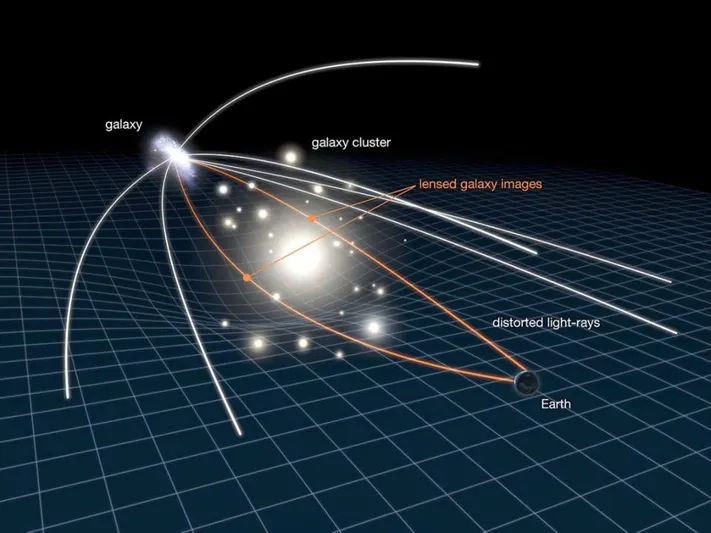 galaxy
galaxy cluster
lensed galaxy images
distorted light-rays
Earth